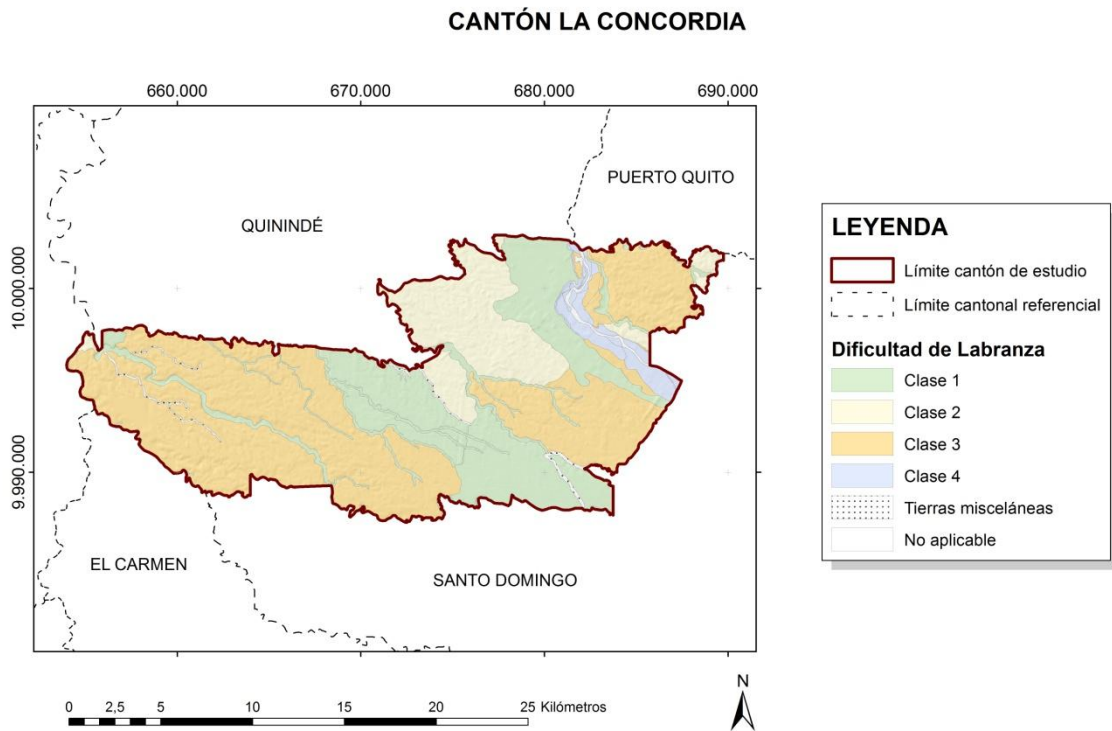 CANTÓN LA CONCORDIA
660.000 670.000 680.000 690.000
PUERTO QUITO
QUININDÉ
10.000.000
9.990.000
EL CARMEN
SANTO DOMINGO
0 2,5 5 10 15 20 25 Kilómetros
N
LEYENDA
Límite cantón de estudio
Límite cantonal referencial
Dificultad de Labranza
Clase 1
Clase 2
Clase 3
Clase 4
Tierras misceláneas
No aplicable